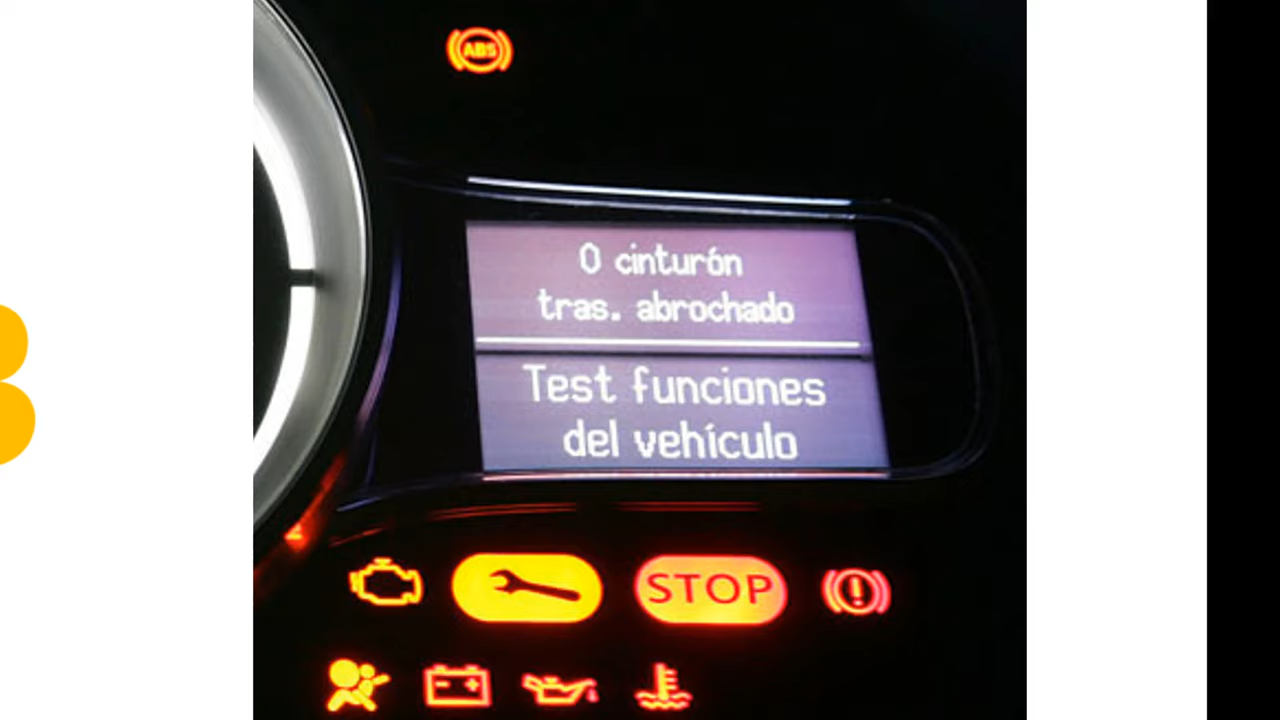 ABS
0 cinturón
tras. abrochado
Test funciones
del vehículo
STOP